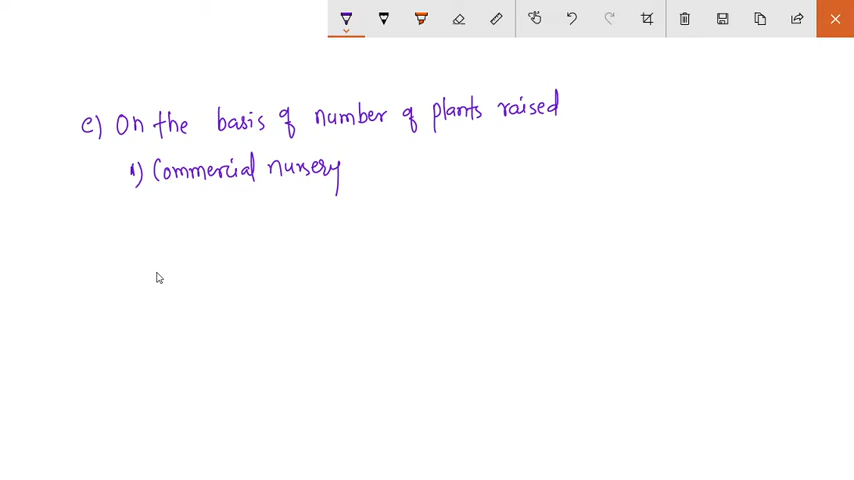 e) On the basis of number of plants raised
1) Commercial nursery